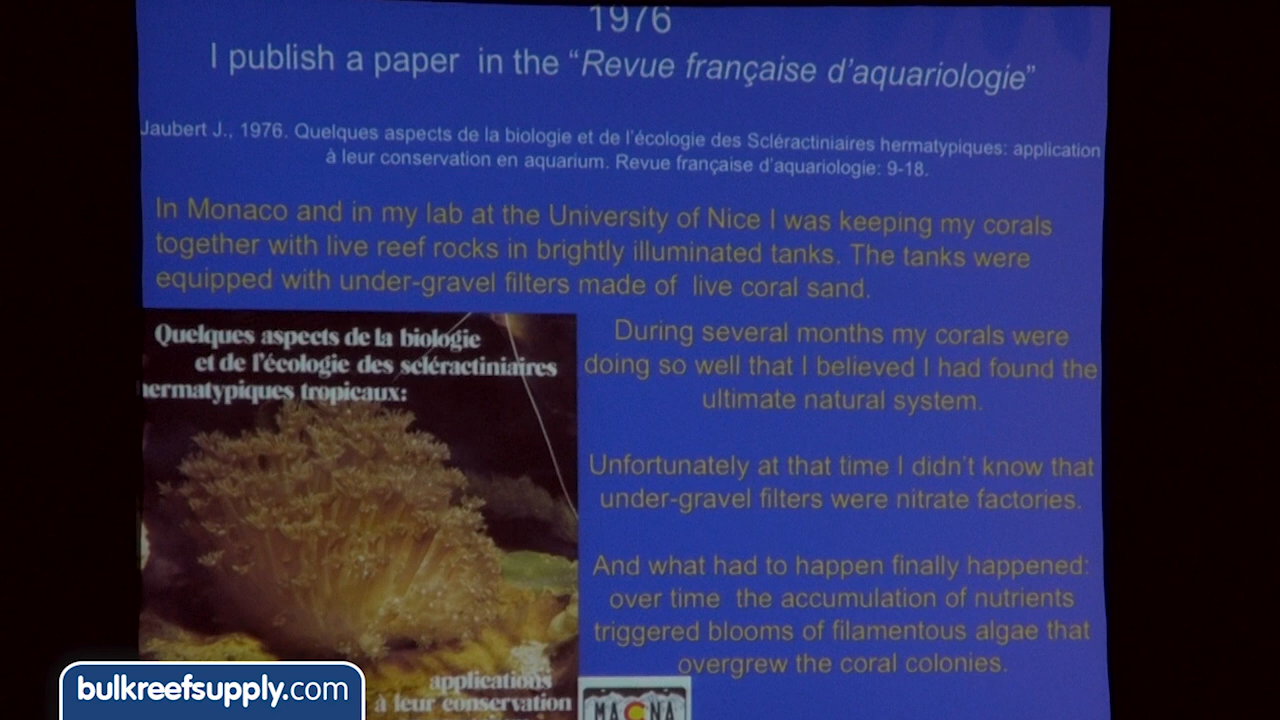 1976
I publish a paper in the “Revue française d’aquariologie”
Jaubert J., 1976. Quelques aspects de la biologie et de l’écologie des Scléractiniaires hermatypiques: application
à leur conservation en aquarium. Revue française d’aquariologie: 9-18.
In Monaco and in my lab at the University of Nice I was keeping my corals
together with live reef rocks in brightly illuminated tanks. The tanks were
equipped with under-gravel filters made of live coral sand.
Quelques aspects de la biologie
et de l’écologie des scléractiniaires
hermatypiques tropicaux:
applications
à leur conservation
During several months my corals were
doing so well that I believed I had found the
ultimate natural system.
Unfortunately at that time I didn’t know that
under-gravel filters were nitrate factories.
And what had to happen finally happened:
over time the accumulation of nutrients
triggered blooms of filamentous algae that
overgrew the coral colonies.
MACNA
bulkreefsupply.com